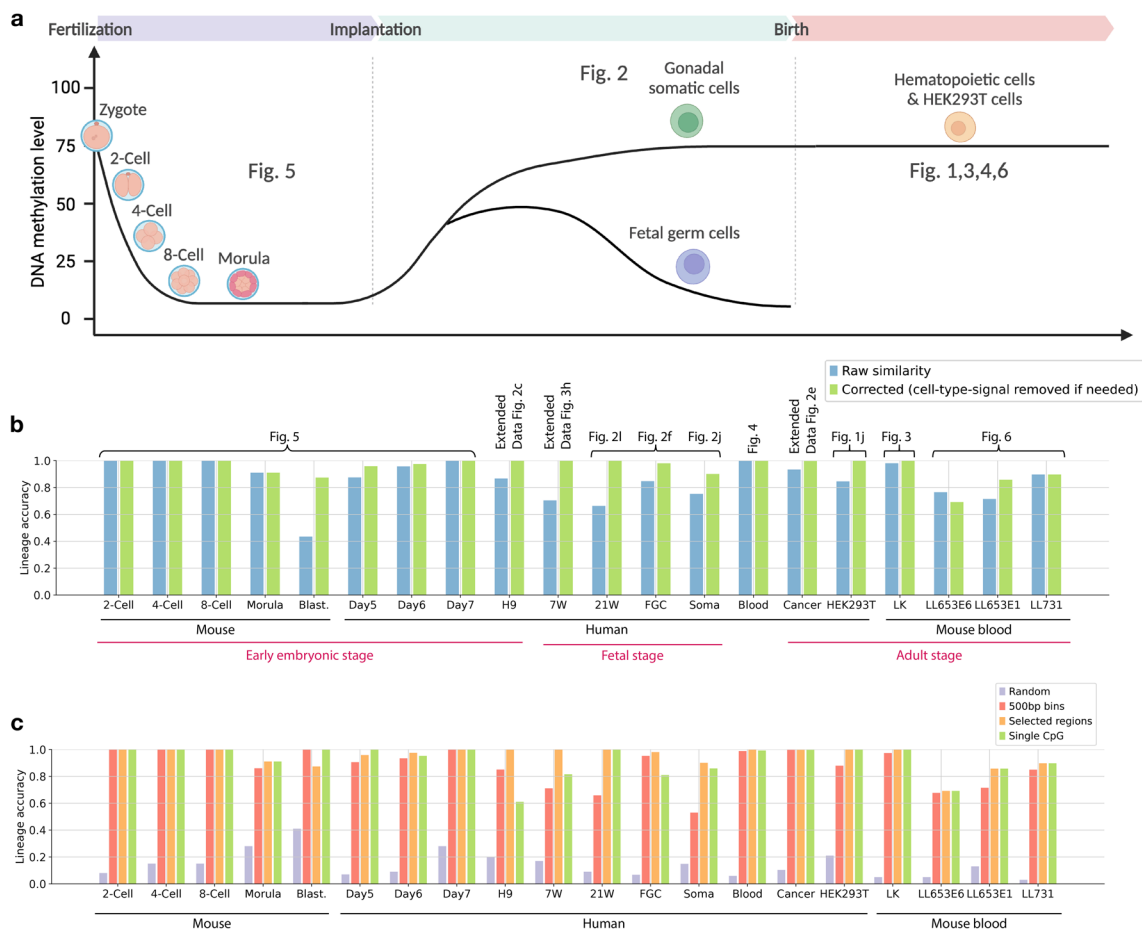 a
Fertilization
Implantation
Birth
DNA methylation level
100
75
50
25
0
Zygote
2-Cell
4-Cell
8-Cell
Morula
Fig. 5
Fig. 2
Gonadal
somatic cells
Fetal germ cells
Hematopoietic cells
& HEK293T cells
Fig. 1,3,4,6
Raw similarity
Corrected (cell-type-signal removed if needed)
b
Fig. 5
Extended
Data Fig. 2c
Extended
Data Fig. 3h
Fig. 2l
Fig. 2f
Fig. 2j
Fig. 4
Extended
Data Fig. 2e
Fig. 1j
Fig. 3
Fig. 6
Lineage accuracy
1.0
0.8
0.6
0.4
0.2
0.0
2-Cell 4-Cell 8-Cell Morula Blast. Day5 Day6 Day7 H9 7W 21W FGC Soma Blood Cancer HEK293T LK LL653E6 LL653E1 LL731
Mouse Human Mouse blood
Early embryonic stage Fetal stage Adult stage
c
Random
500bp bins
Selected regions
Single CpG
Lineage accuracy
1.0
0.8
0.6
0.4
0.2
0.0
2-Cell 4-Cell 8-Cell Morula Blast. Day5 Day6 Day7 H9 7W 21W FGC Soma Blood Cancer HEK293T LK LL653E6 LL653E1 LL731
Mouse Human Mouse blood